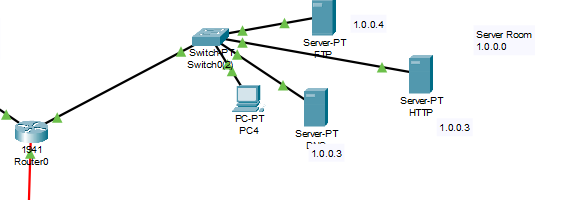 1.0.0.4
Server-PT
FTP
Server Room
1.0.0.0
Switch-PT
Switch0(2)
Server-PT
HTTP
1.0.0.3
PC-PT
PC4
Server-PT
1.0.0.3
1941
Router0